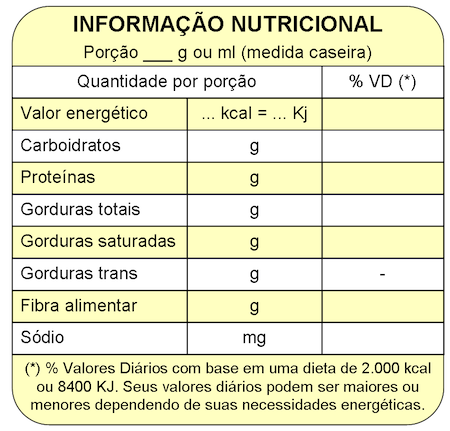 INFORMAÇÃO NUTRICIONAL
Porção ___ g ou ml (medida caseira)
Quantidade por porção % VD (*)
Valor energético ... kcal = ... Kj
Carboidratos g
Proteínas g
Gorduras totais g
Gorduras saturadas g
Gorduras trans g -
Fibra alimentar g
Sódio mg
(*) % Valores Diários com base em uma dieta de 2.000 kcal
ou 8400 KJ. Seus valores diários podem ser maiores ou
menores dependendo de suas necessidades energéticas.